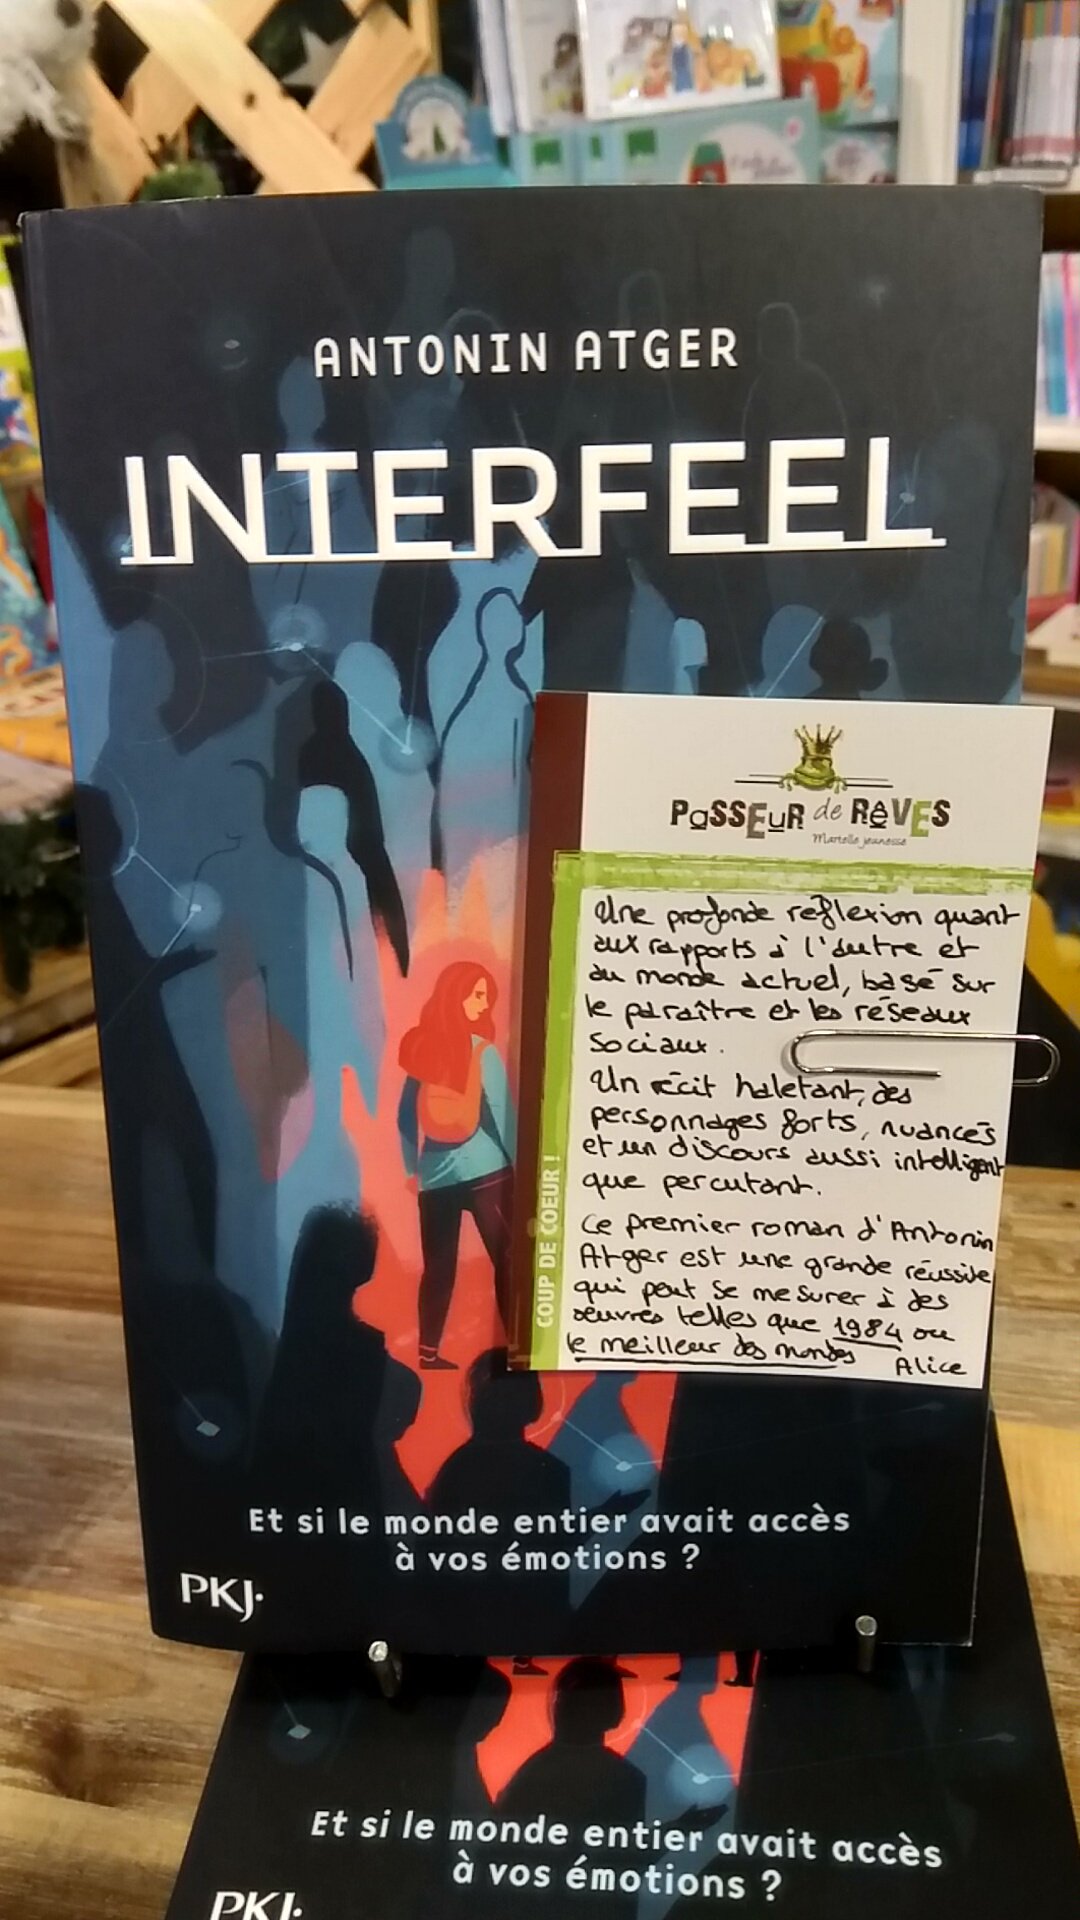 ANTONIN ATGER
INTERFEEL
PaSSEuR de RêVES
Martelle jeunesse
COUP DE COEUR !
Une profonde reflexion quant
aux rapports à l'autre et
au monde actuel, basé sur
le paraître et les réseaux
sociaux.
Un récit haletant, des
personnages forts, nuancés
et un discours aussi intelligent
que percutant.
Ce premier roman d'Antonin
Atger est une grande réussite
qui peut se mesurer à des
oeuvres telles que 1984 ou
le meilleur des mondes Alice
Et si le monde entier avait accès
à vos émotions ?
PKJ.
Et si le monde entier avait accès
à vos émotions ?
PKJ.